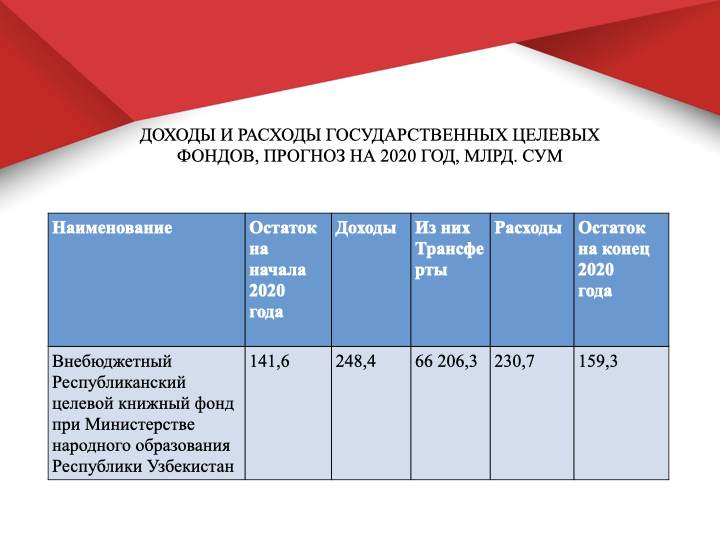 ДОХОДЫ И РАСХОДЫ ГОСУДАРСТВЕННЫХ ЦЕЛЕВЫХ
ФОНДОВ, ПРОГНОЗ НА 2020 ГОД, МЛРД. СУМ
Наименование
Остаток
на
начала
2020
года
Доходы
Из них
Трансфе
рты
Расходы
Остаток
на конец
2020
года
Внебюджетный
Республиканский
целевой книжный фонд
при Министерстве
народного образования
Республики Узбекистан
141,6
248,4
66 206,3
230,7
159,3